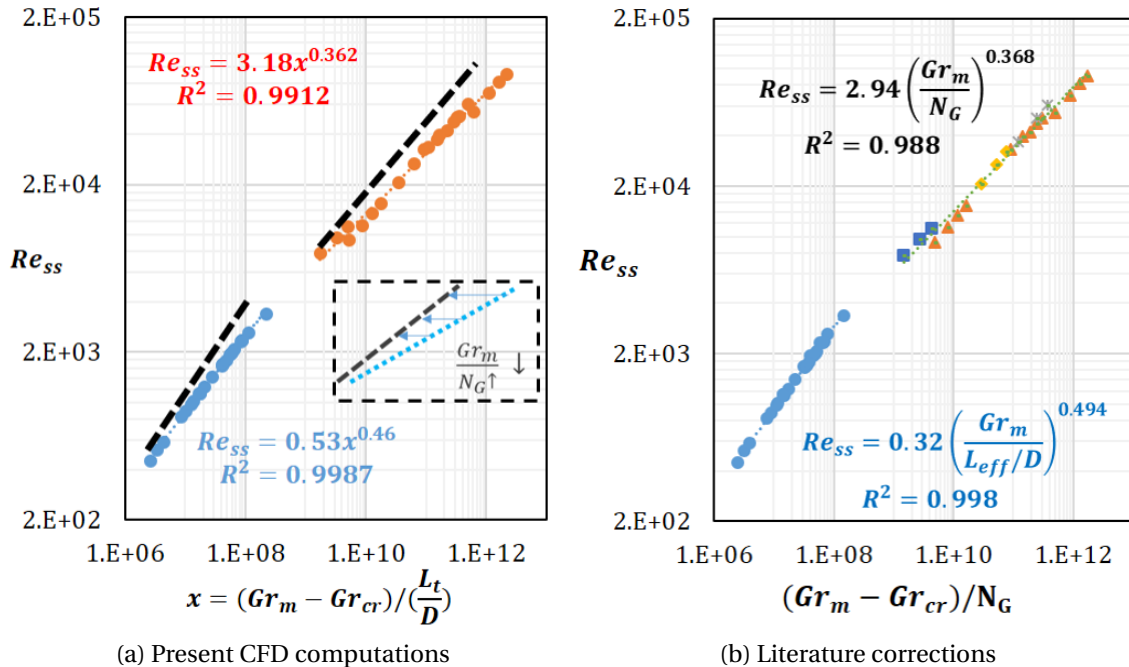 2.E+05
Re_ss = 3.18x^0.362
R² = 0.9912
2.E+04
Re_ss
Gr_m / N_G↑ ↓
2.E+03
Re_ss = 0.53x^0.46
R² = 0.9987
2.E+02
1.E+06 1.E+08 1.E+10 1.E+12
x = (Gr_m − Gr_cr)/(L_t/D)
(a) Present CFD computations
2.E+05
Re_ss = 2.94 (Gr_m/N_G)^0.368
R² = 0.988
2.E+04
Re_ss
2.E+03
Re_ss = 0.32 (Gr_m/(L_eff/D))^0.494
R² = 0.998
2.E+02
1.E+06 1.E+08 1.E+10 1.E+12
(Gr_m − Gr_cr)/N_G
(b) Literature corrections